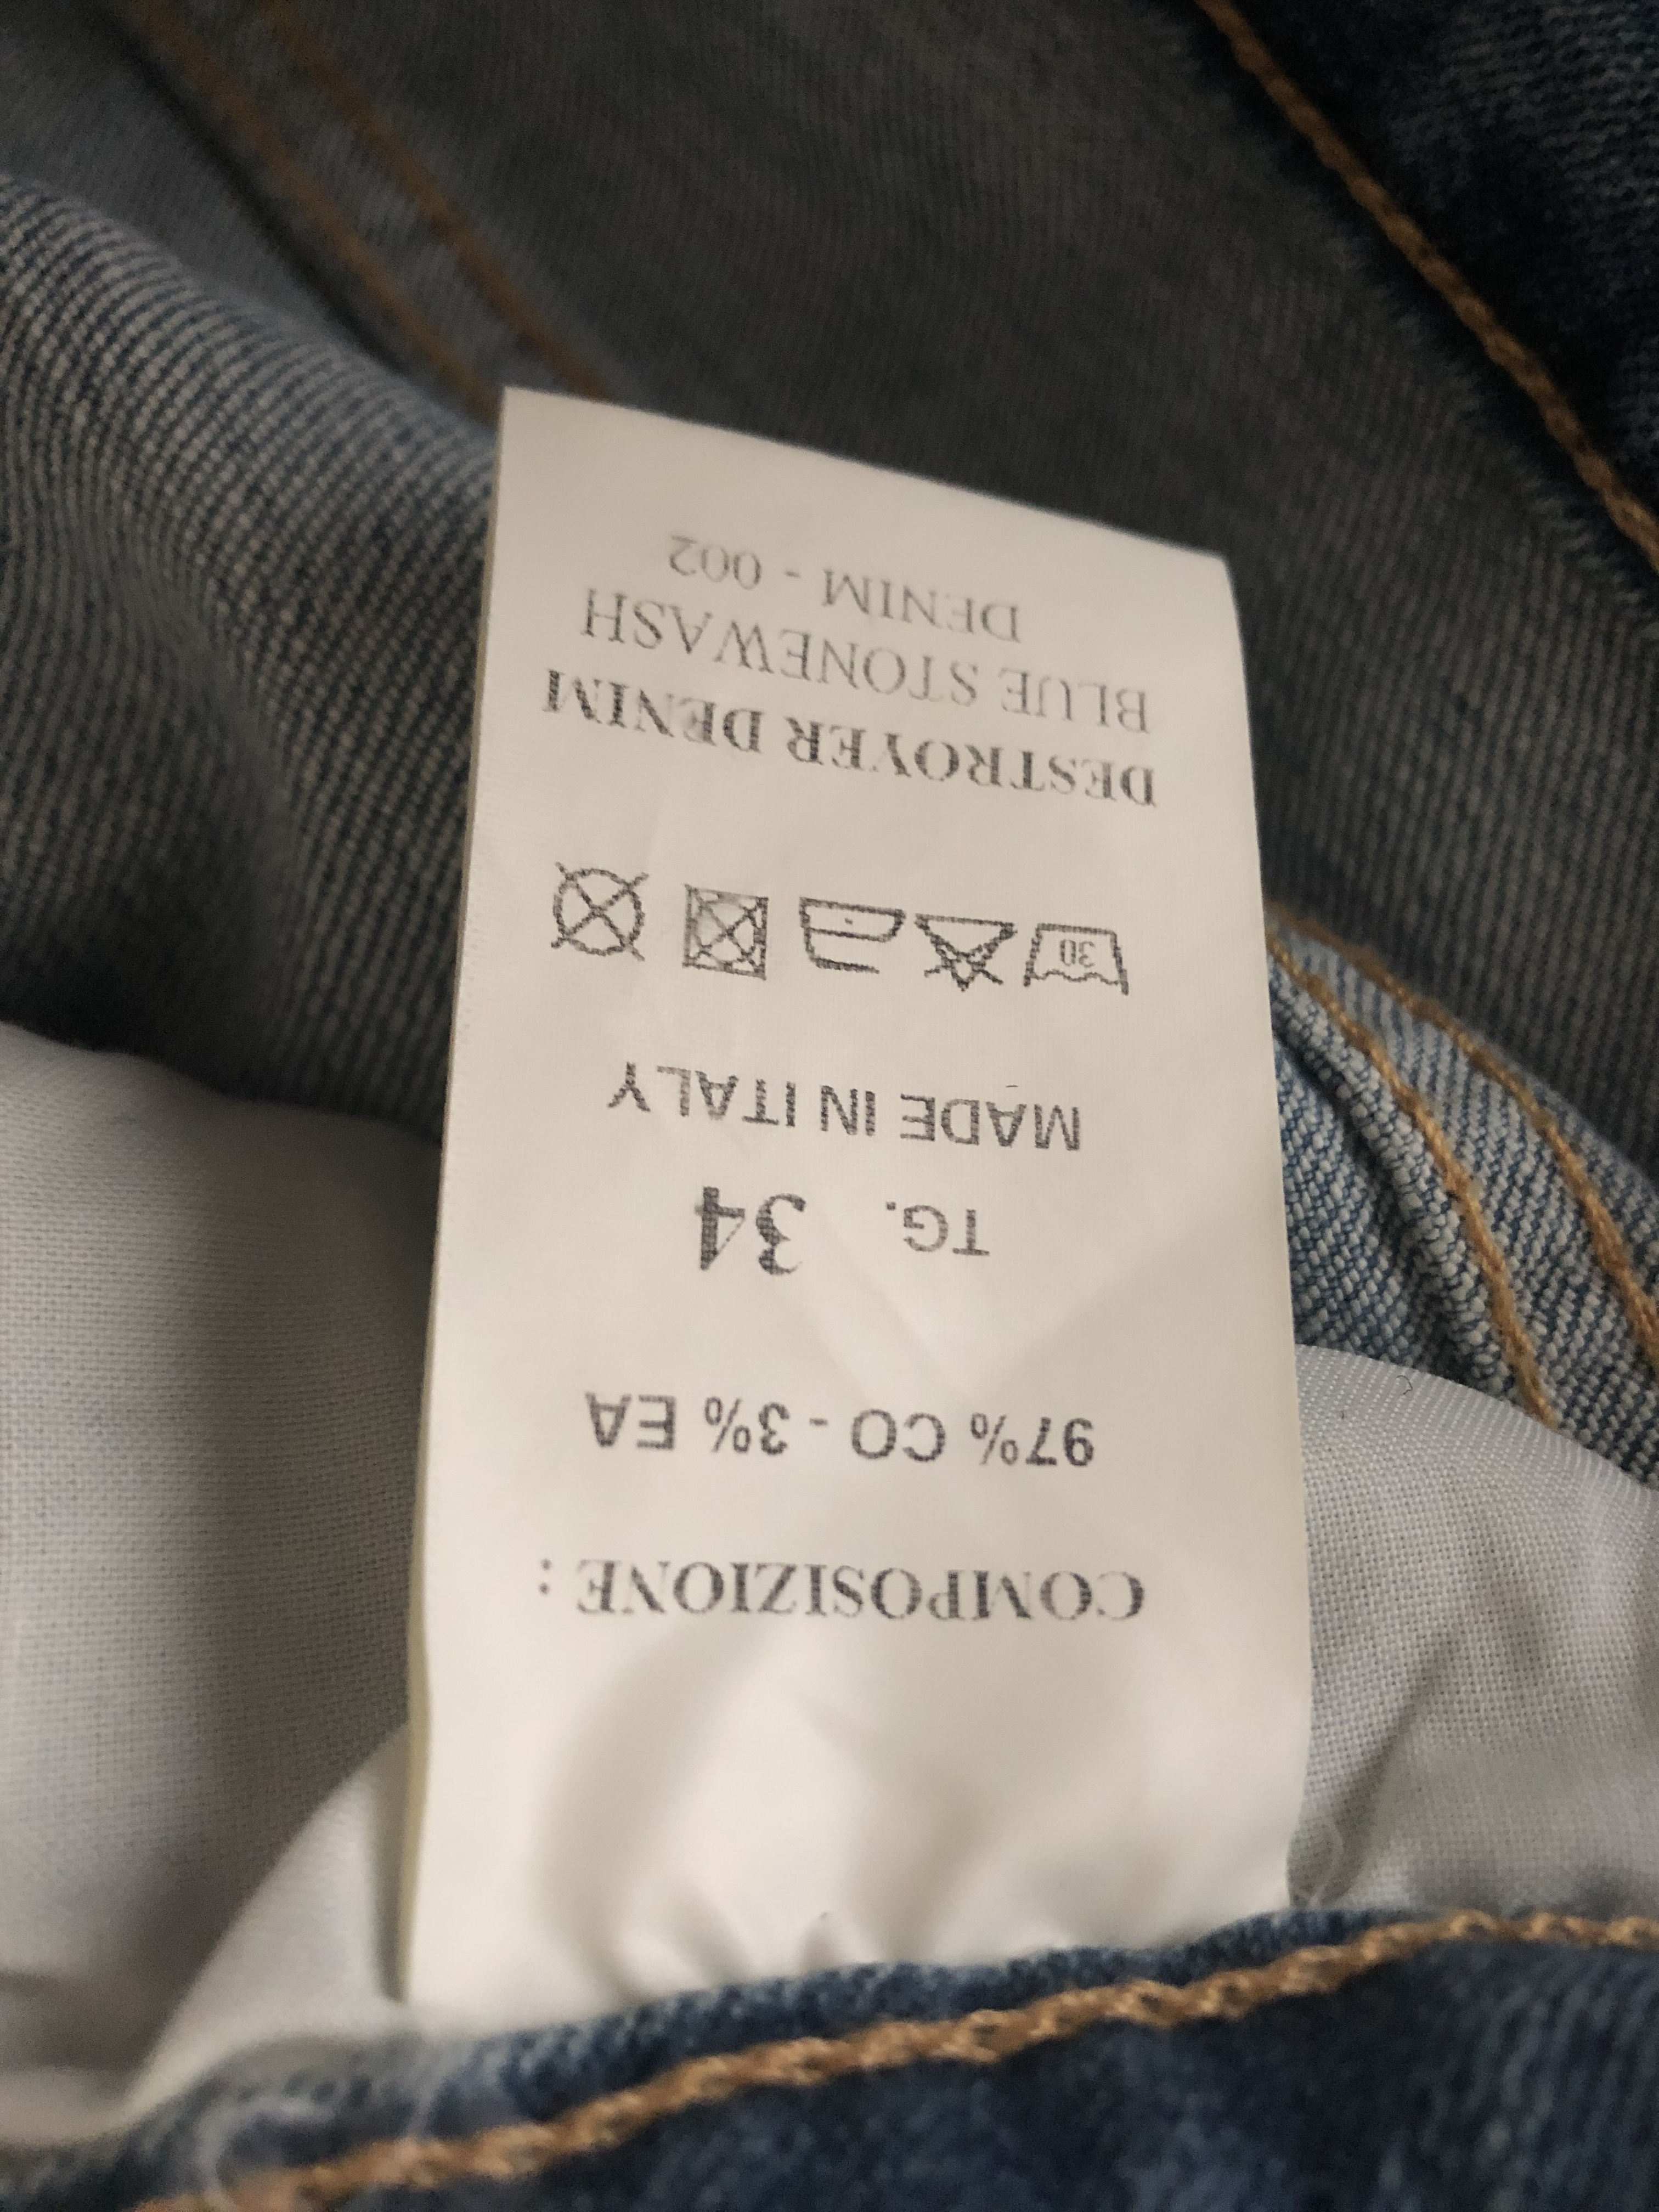 COMPOSIZIONE :
97% CO - 3% EA
TG. 34
MADE IN ITALY
30
DESTROYER DENIM
BLUE STONEWASH
DENIM - 002